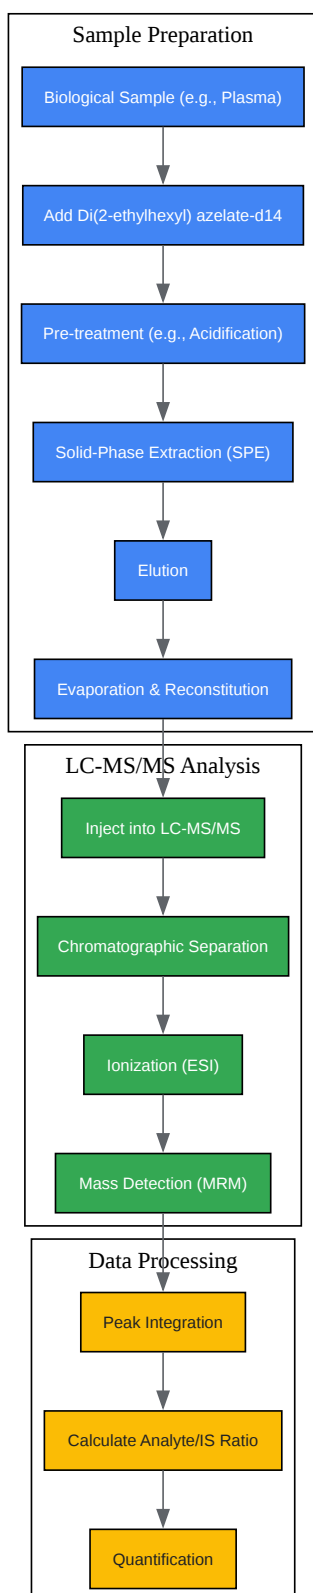 Sample Preparation
Biological Sample (e.g., Plasma)
Add Di(2-ethylhexyl) azelate-d14
Pre-treatment (e.g., Acidification)
Solid-Phase Extraction (SPE)
Elution
Evaporation & Reconstitution
LC-MS/MS Analysis
Inject into LC-MS/MS
Chromatographic Separation
Ionization (ESI)
Mass Detection (MRM)
Data Processing
Peak Integration
Calculate Analyte/IS Ratio
Quantification